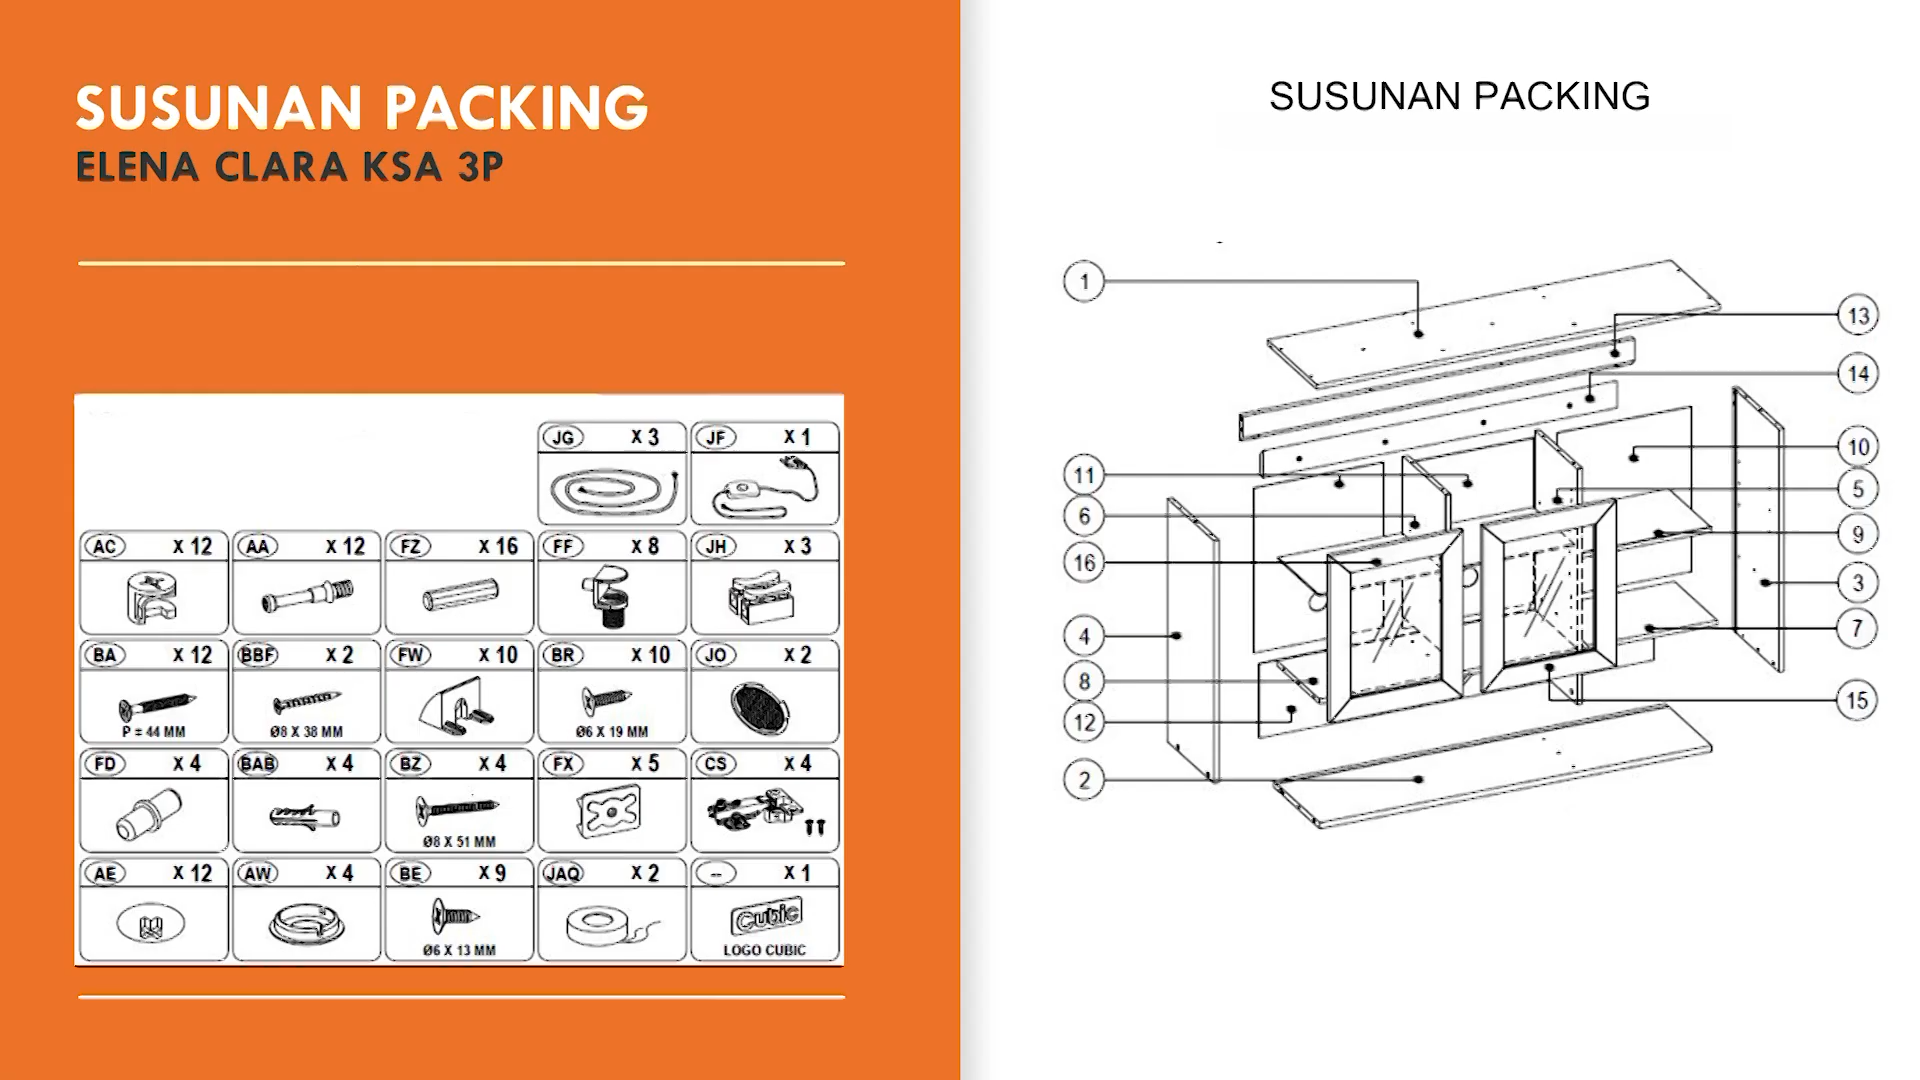 SUSUNAN PACKING
ELENA CLARA KSA 3P
JG X 3
JF X 1
AC X 12
AA X 12
FZ X 16
FF X 8
JH X 3
BA X 12
P = 44 MM
BBF X 2
Ø8 X 38 MM
FW X 10
BR X 10
Ø6 X 19 MM
JO X 2
FD X 4
BAB X 4
BZ X 4
Ø8 X 51 MM
FX X 5
CS X 4
AE X 12
AW X 4
BE X 9
Ø6 X 13 MM
JAQ X 2
-- X 1
Cubic
LOGO CUBIC
SUSUNAN PACKING
1
13
14
10
11
5
6
9
16
3
4
7
8
15
12
2